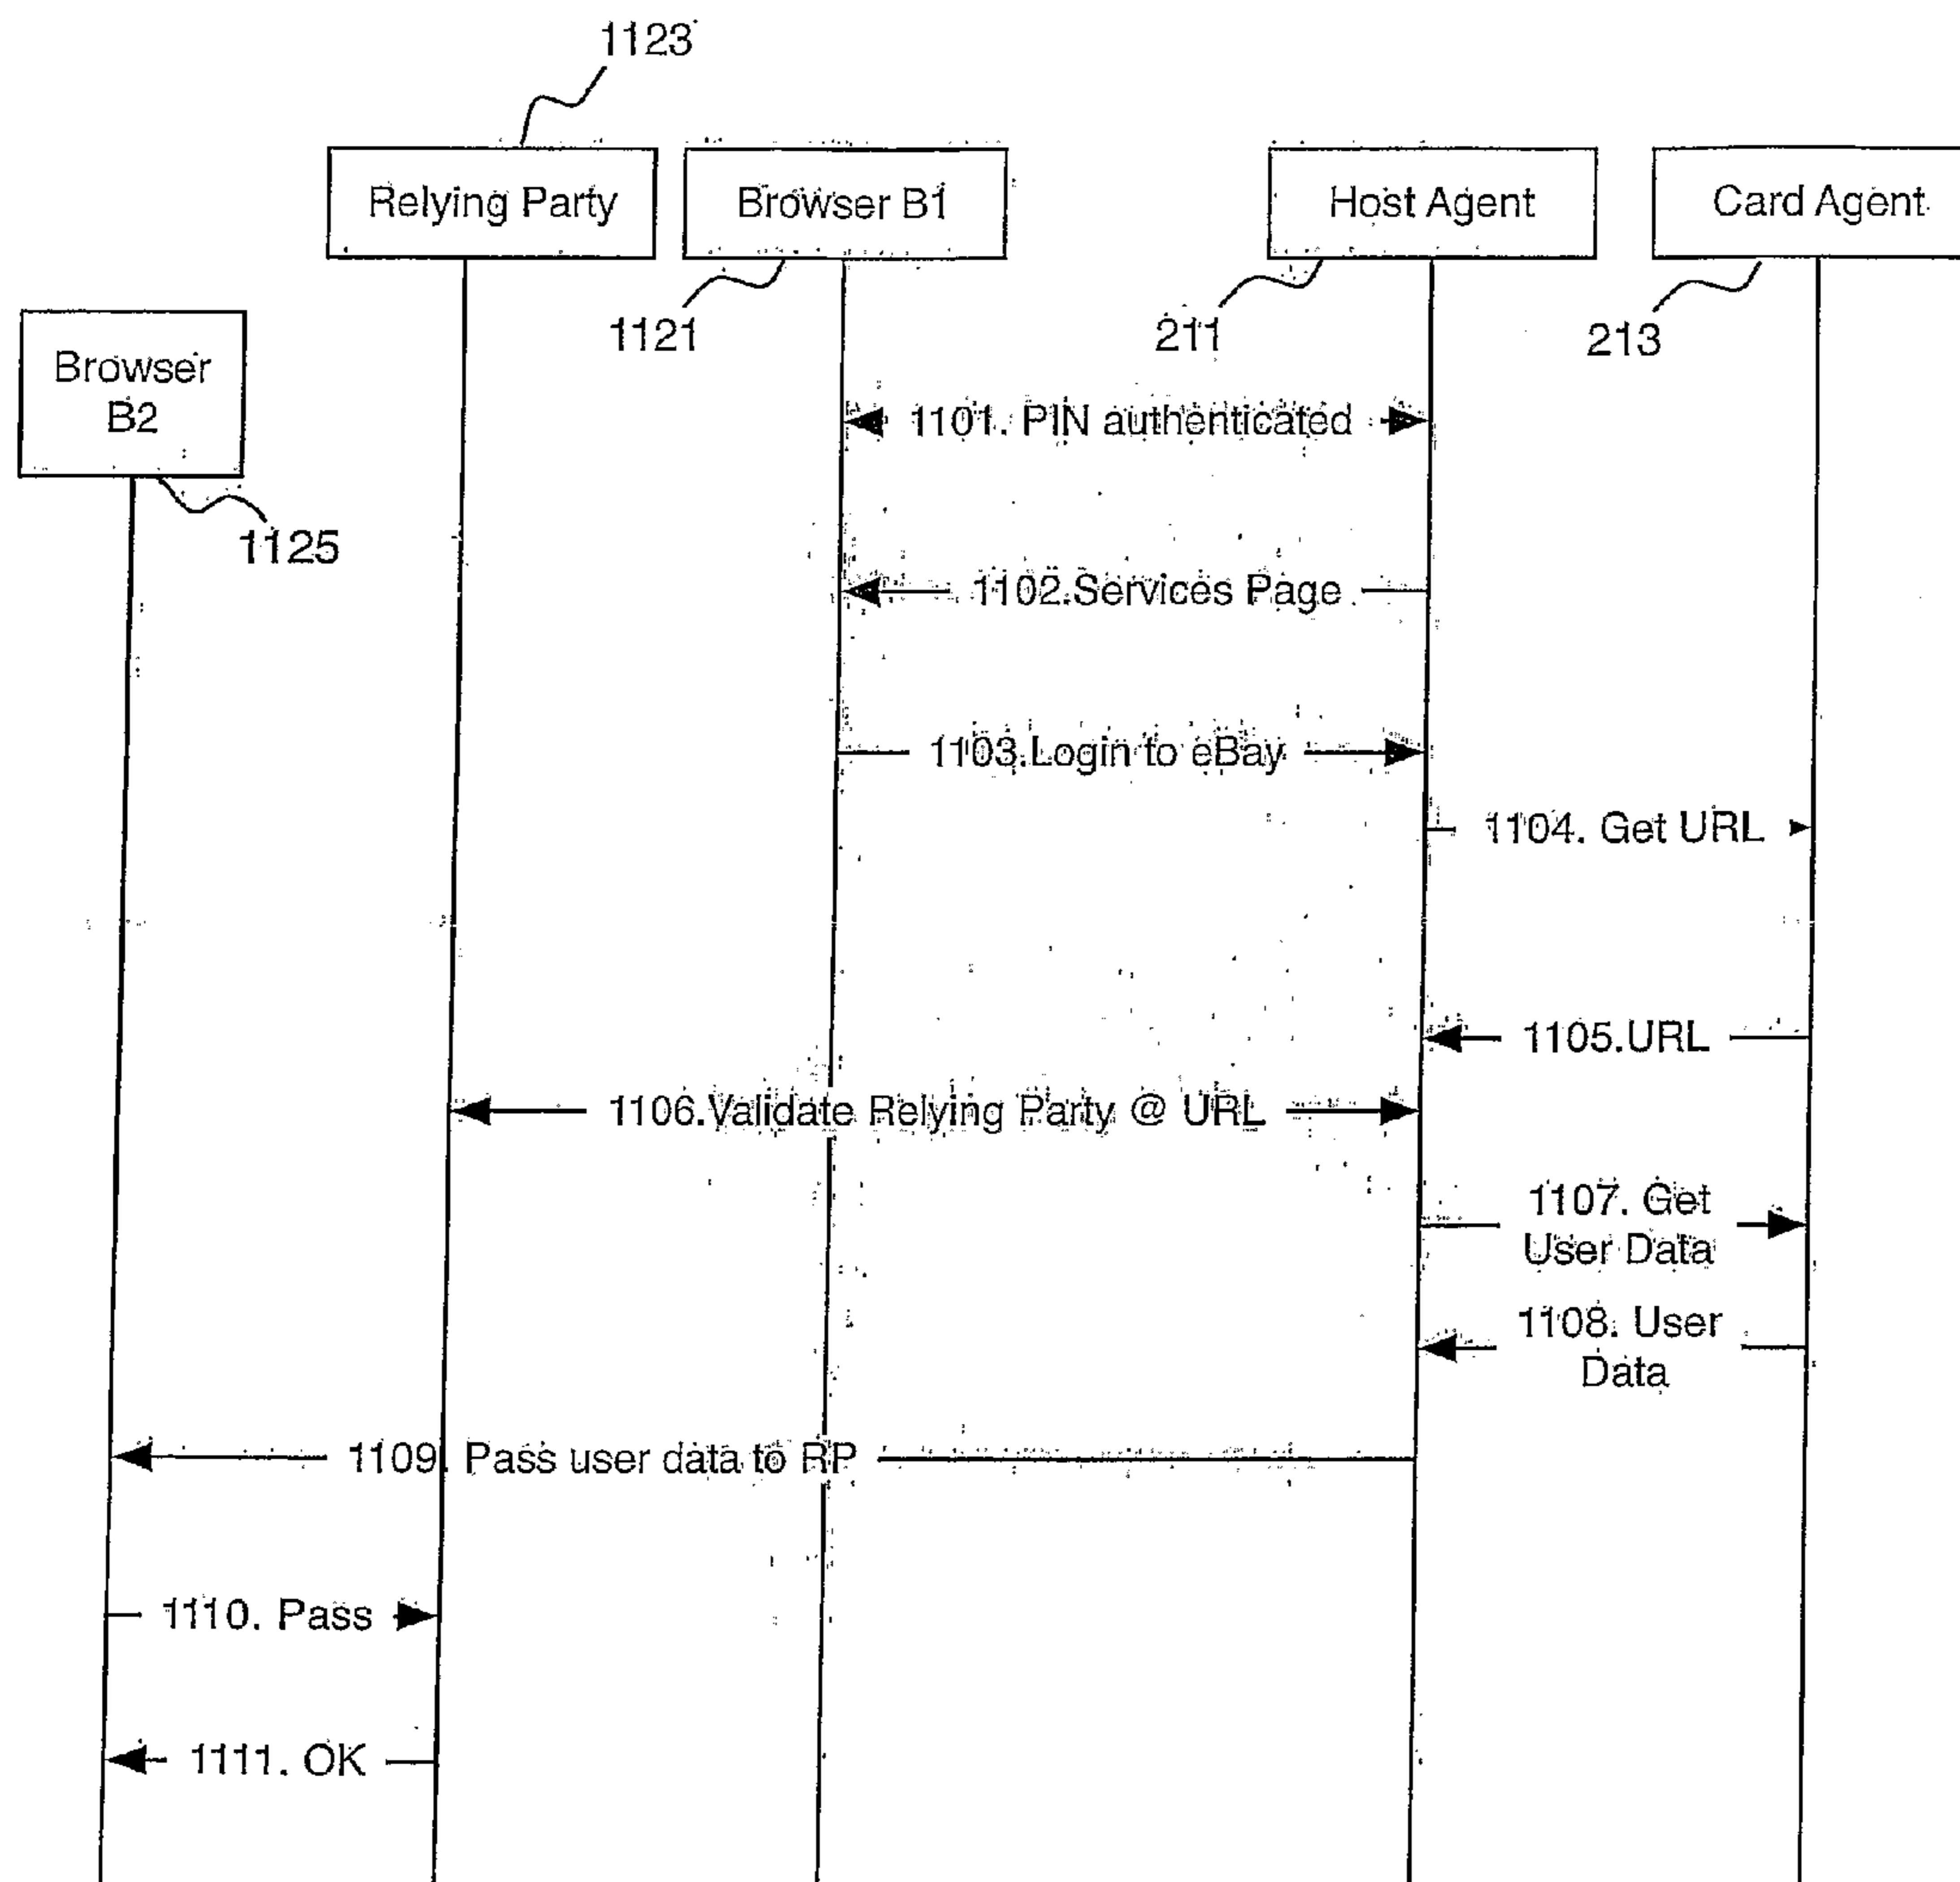 1123
Relying Party
Browser B1
Host Agent
Card Agent
1121
211
213
Browser
B2
1125
1101. PIN authenticated
1102.Services Page
1103.Login to eBay
1104. Get URL
1105.URL
1106.Validate Relying Party @ URL
1107. Get
User Data
1108. User
Data
1109. Pass user data to RP
1110. Pass
1111. OK